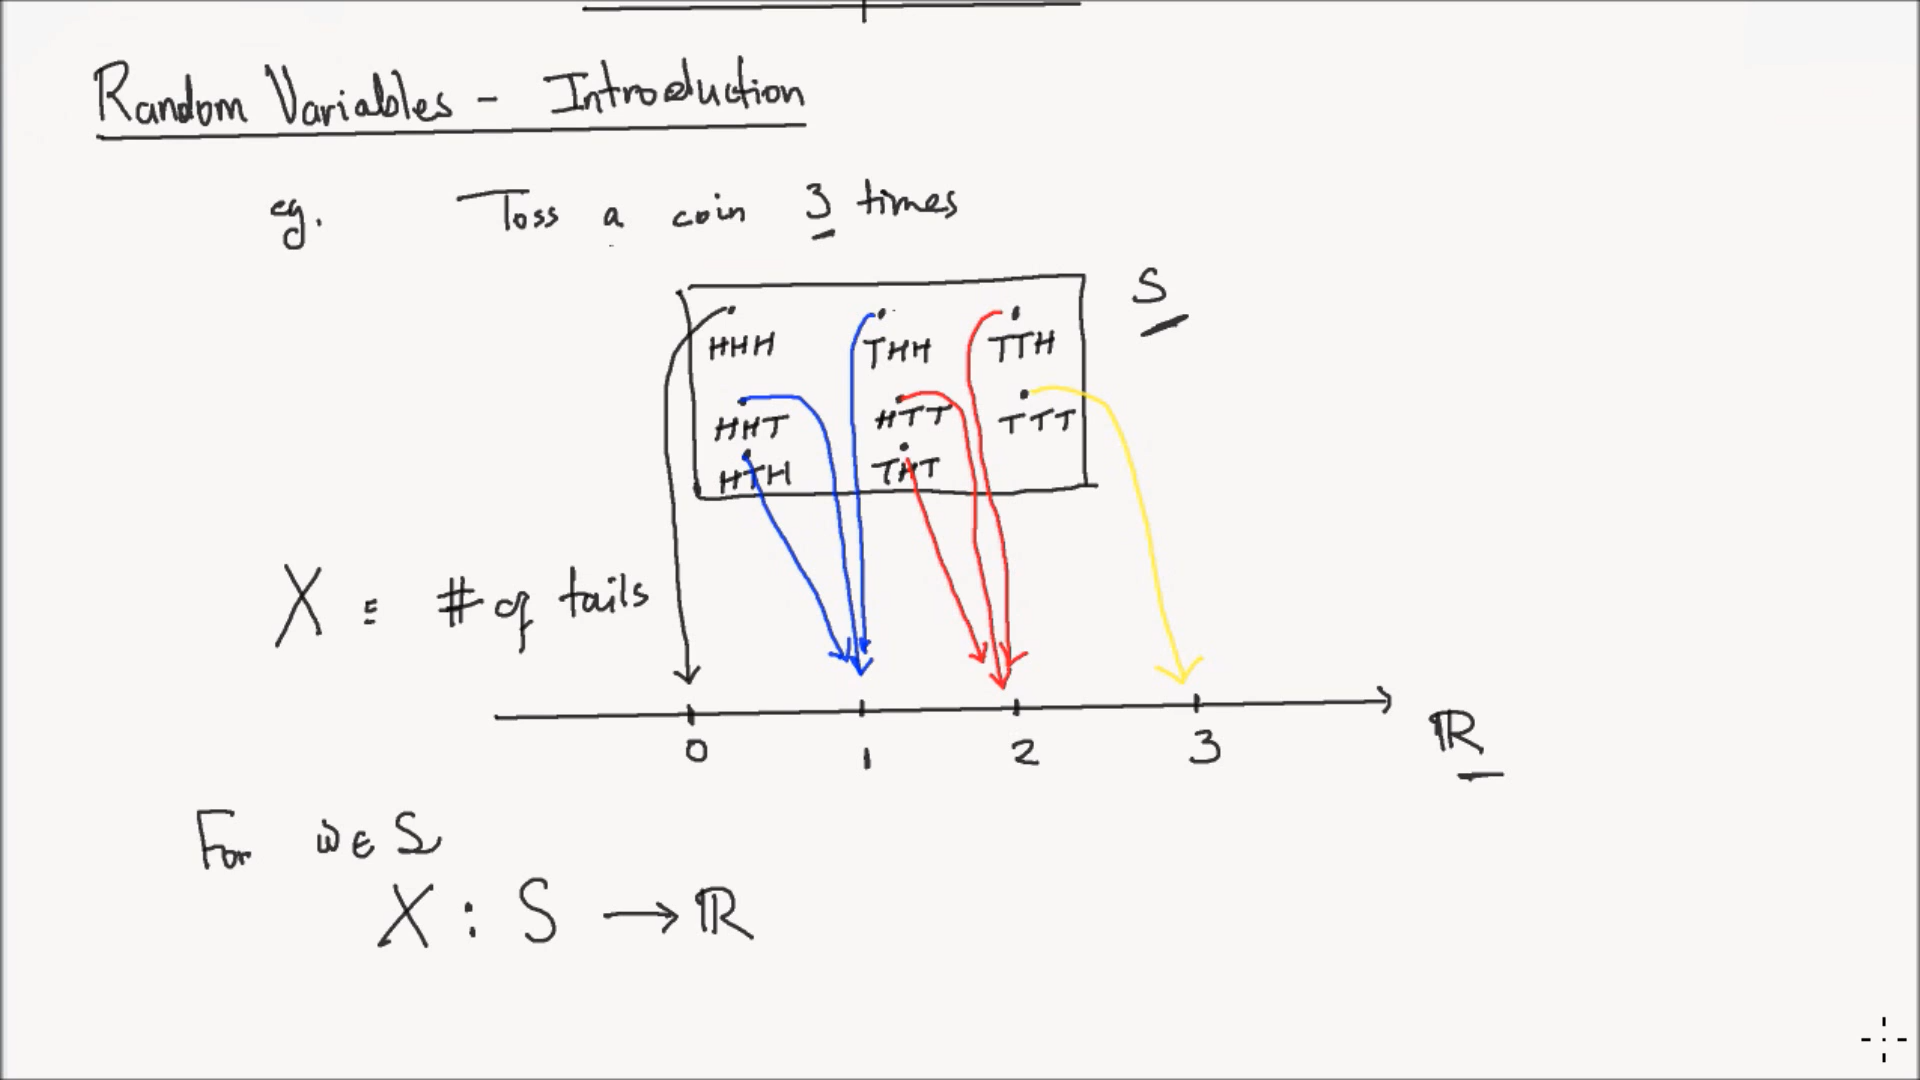 Random Variables - Introduction
eg. Toss a coin 3 times
S
HHH THH TTH
HHT HTT TTT
HTH THT
X = # of tails
0 1 2 3
ℝ
For ω ∈ S
X : S → ℝ